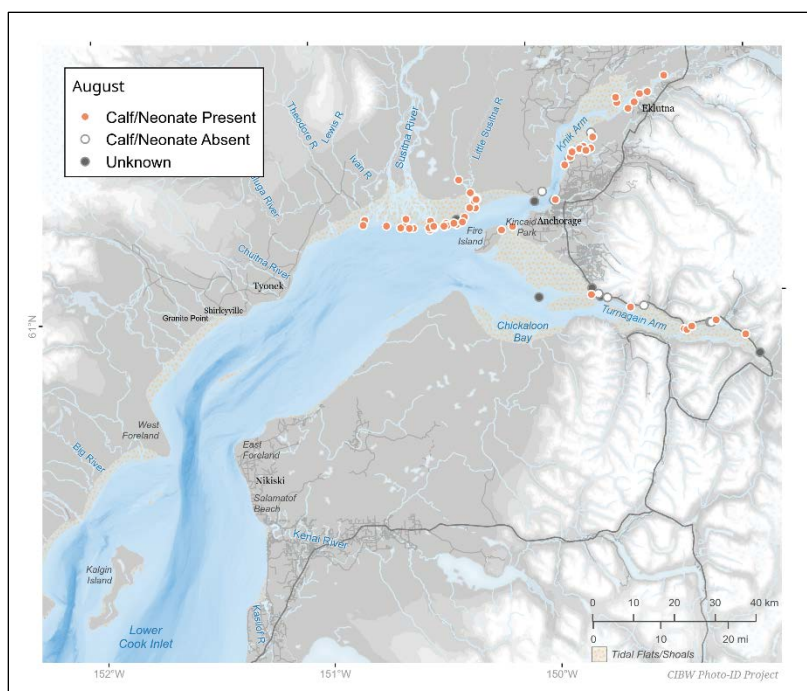 August
Calf/Neonate Present
Calf/Neonate Absent
Unknown
Theodore R
Lewis R
Ivan R
Susitna River
Little Susitna R
Knik Arm
Eklutna
Chuitna River
Tyonek
Shirleyville
Granite Point
Fire
Island
Kincaid
Park
Anchorage
61°N
Chickaloon
Bay
Turnagain Arm
West
Foreland
Big River
East
Foreland
Nikiski
Salamatof
Beach
Kenai River
Kalgin
Island
Lower
Cook Inlet
Kasilof R
0 10 20 30 40 km
0 10 20 mi
Tidal Flats/Shoals
152°W
151°W
150°W
CIBW Photo-ID Project